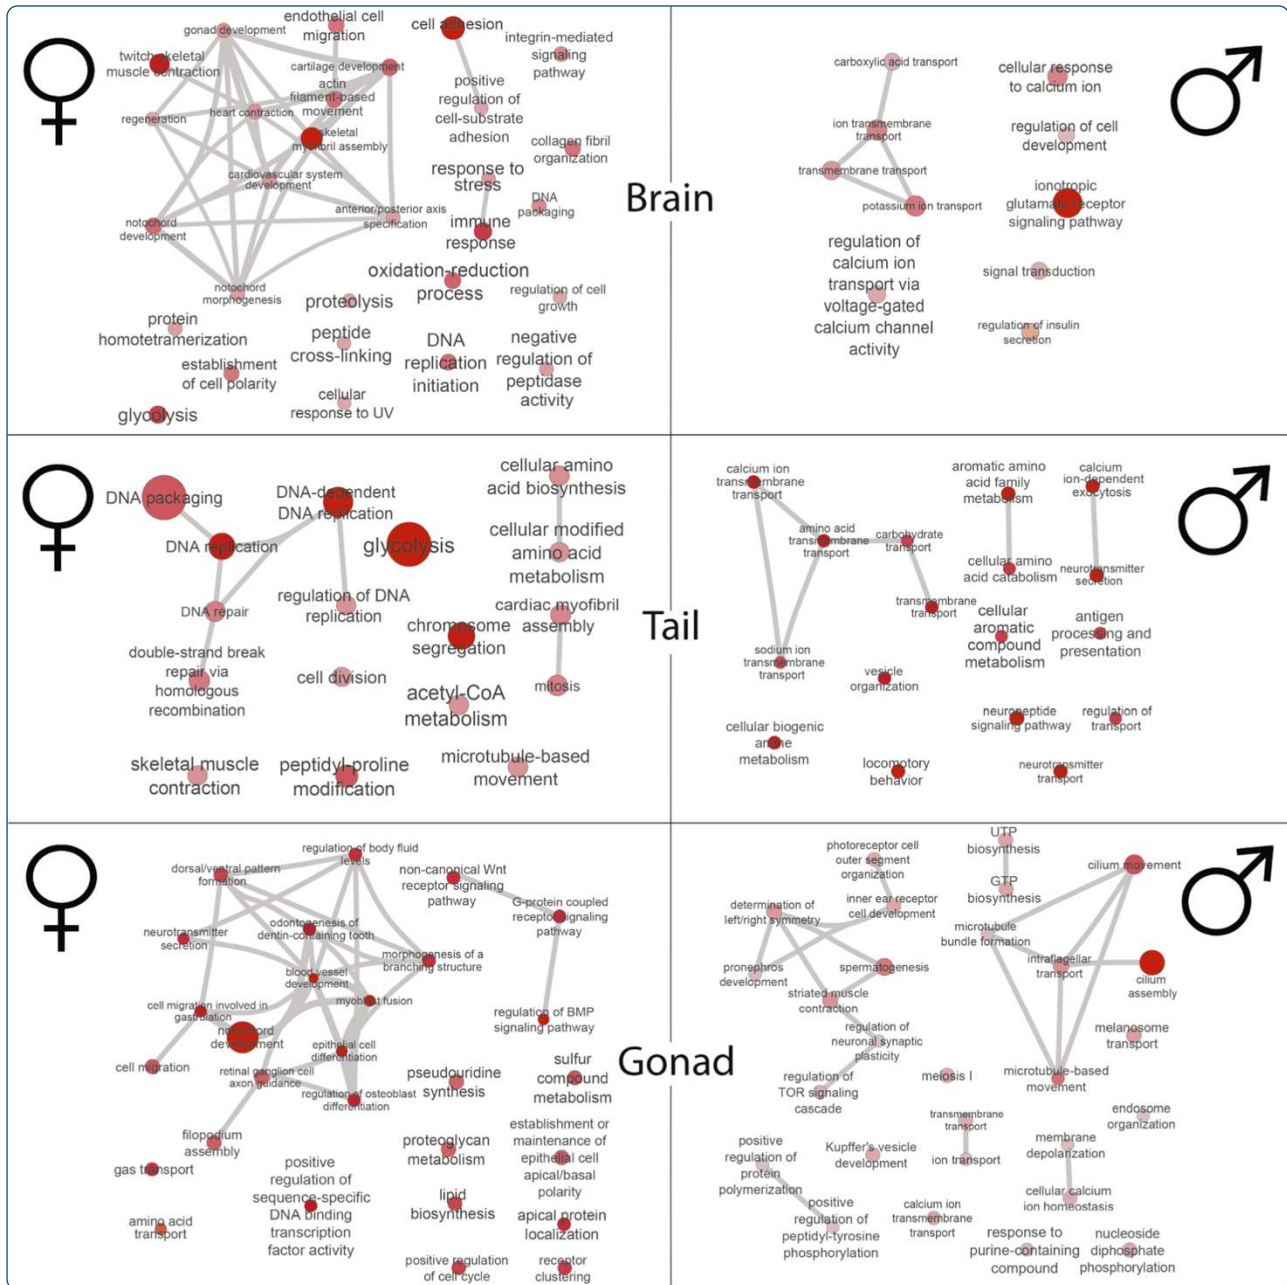 gonad development
endothelial cell
migration
cell adhesion
integrin-mediated
signaling
pathway
twitch skeletal
muscle contraction
cartilage development
actin
filament-based
movement
positive
regulation of
cell-substrate
adhesion
regeneration
heart contraction
skeletal
myofibril assembly
collagen fibril
organization
cardiovascular system
development
response to
stress
DNA
packaging
notochord
development
anterior/posterior axis
specification
immune
response
notochord
morphogenesis
oxidation-reduction
process
regulation of cell
growth
proteolysis
protein
homotetramerization
peptide
cross-linking
DNA
replication
initiation
negative
regulation of
peptidase
activity
establishment
of cell polarity
cellular
response to UV
glycolysis
Brain
carboxylic acid transport
cellular response
to calcium ion
ion transmembrane
transport
regulation of cell
development
transmembrane transport
potassium ion transport
ionotropic
glutamate receptor
signaling pathway
regulation of
calcium ion
transport via
voltage-gated
calcium channel
activity
signal transduction
regulation of insulin
secretion
DNA packaging
DNA-dependent
DNA replication
cellular amino
acid biosynthesis
DNA replication
glycolysis
cellular modified
amino acid
metabolism
DNA repair
regulation of DNA
replication
cardiac myofibril
assembly
chromosome
segregation
double-strand break
repair via
homologous
recombination
cell division
acetyl-CoA
metabolism
mitosis
skeletal muscle
contraction
peptidyl-proline
modification
microtubule-based
movement
Tail
calcium ion
transmembrane
transport
aromatic amino
acid family
metabolism
calcium
ion-dependent
exocytosis
amino acid
transmembrane
transport
carbohydrate
transport
cellular amino
acid catabolism
neurotransmitter
secretion
transmembrane
transport
cellular
aromatic
compound
metabolism
antigen
processing and
presentation
sodium ion
transmembrane
transport
vesicle
organization
neuropeptide
signaling pathway
regulation of
transport
cellular biogenic
amine
metabolism
locomotory
behavior
neurotransmitter
transport
regulation of body fluid
levels
dorsal/ventral pattern
formation
non-canonical Wnt
receptor signaling
pathway
G-protein coupled
receptor signaling
pathway
neurotransmitter
secretion
odontogenesis of
dentin-containing tooth
morphogenesis of a
branching structure
blood vessel
development
myoblast fusion
cell migration involved in
gastrulation
notochord
development
regulation of BMP
signaling pathway
epithelial cell
differentiation
cell migration
retinal ganglion cell
axon guidance
regulation of osteoblast
differentiation
pseudouridine
synthesis
sulfur
compound
metabolism
filopodium
assembly
proteoglycan
metabolism
establishment or
maintenance of
epithelial cell
apical/basal
polarity
gas transport
positive
regulation of
sequence-specific
DNA binding
transcription
factor activity
lipid
biosynthesis
amino acid
transport
apical protein
localization
positive regulation
of cell cycle
receptor
clustering
Gonad
UTP
biosynthesis
photoreceptor cell
outer segment
organization
cilium movement
GTP
biosynthesis
determination of
left/right symmetry
inner ear receptor
cell development
microtubule
bundle formation
intraflagellar
transport
cilium
assembly
pronephros
development
spermatogenesis
striated muscle
contraction
regulation of
neuronal synaptic
plasticity
melanosome
transport
regulation of
TOR signaling
cascade
meiosis I
microtubule-based
movement
transmembrane
transport
endosome
organization
positive
regulation of
protein
polymerization
Kupffer's vesicle
development
ion transport
membrane
depolarization
positive
regulation of
peptidyl-tyrosine
phosphorylation
calcium ion
transmembrane
transport
cellular calcium
ion homeostasis
response to
purine-containing
compound
nucleoside
diphosphate
phosphorylation